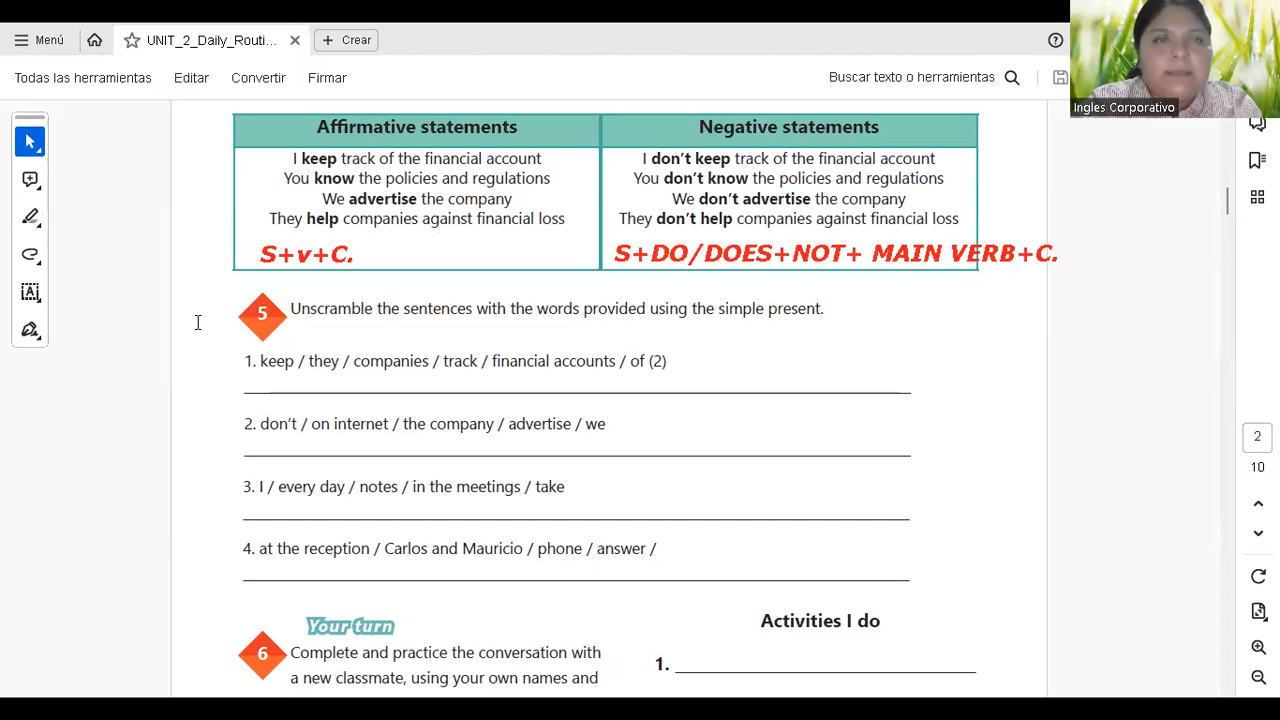 Menú
UNIT_2_Daily_Routi...
Crear
Todas las herramientas
Editar
Convertir
Firmar
Buscar texto o herramientas
Ingles Corporativo
Affirmative statements
Negative statements
I keep track of the financial account
You know the policies and regulations
We advertise the company
They help companies against financial loss
S+v+C.
I don't keep track of the financial account
You don't know the policies and regulations
We don't advertise the company
They don't help companies against financial loss
S+DO/DOES+NOT+ MAIN VERB+C.
5 Unscramble the sentences with the words provided using the simple present.
1. keep / they / companies / track / financial accounts / of (2)
2. don't / on internet / the company / advertise / we
3. I / every day / notes / in the meetings / take
4. at the reception / Carlos and Mauricio / phone / answer /
Your turn
6 Complete and practice the conversation with
a new classmate, using your own names and
Activities I do
1.
2
10